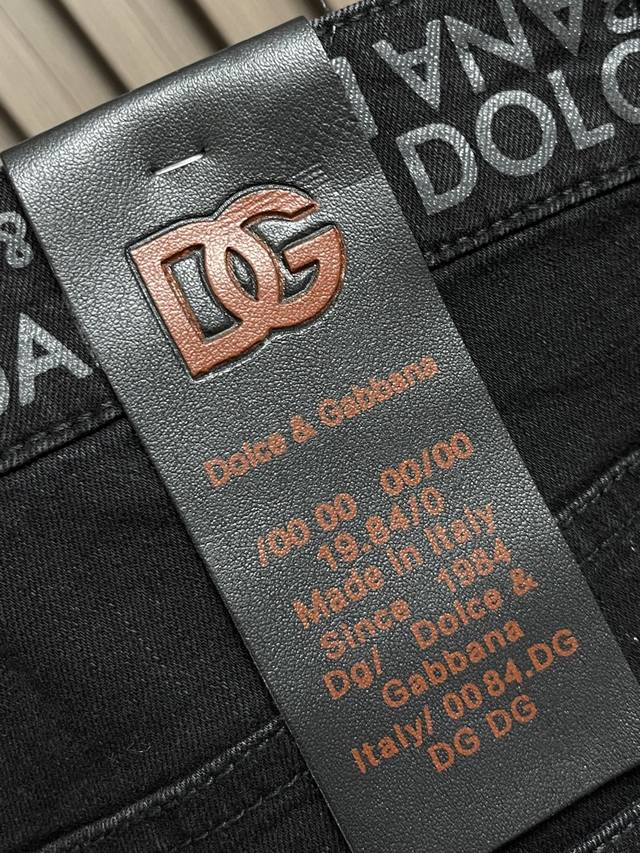 DG
Dolce & Gabbana
/00 00 00/00
19.84/0
Made in Italy
Since 1984
Dg/ Dolce &
Gabbana
Italy/ 0084.DG
DG DG
DOLC
&